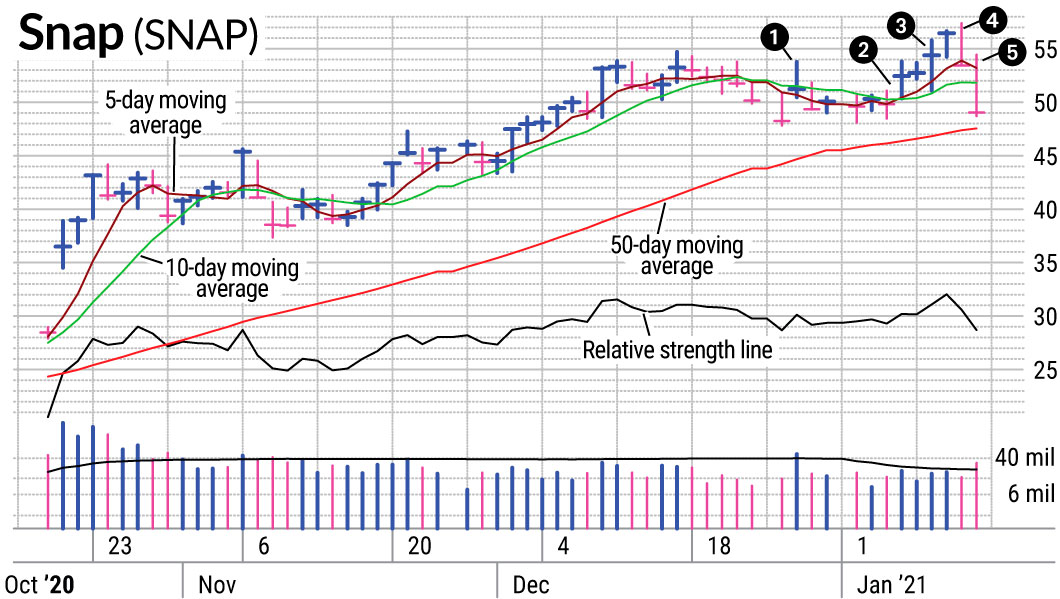 Snap (SNAP)
1
2
3
4
5
55
50
45
40
35
30
25
5-day moving
average
10-day moving
average
50-day moving
average
Relative strength line
40 mil
6 mil
23 6 20 4 18 1
Oct ’20 Nov Dec Jan ’21